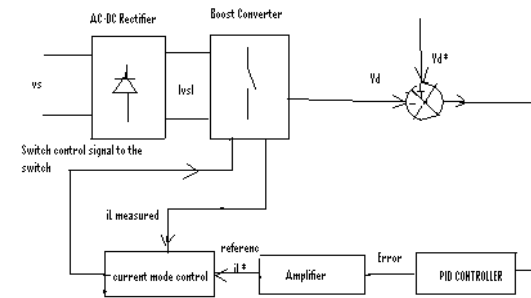 AC-DC Rectifier
Boost Converter
vs
|vs|
Vd
Vd*
Switch control signal to the
switch
iL measured
referenc
iL*
current mode control
Amplifier
Error
PID CONTROLLER